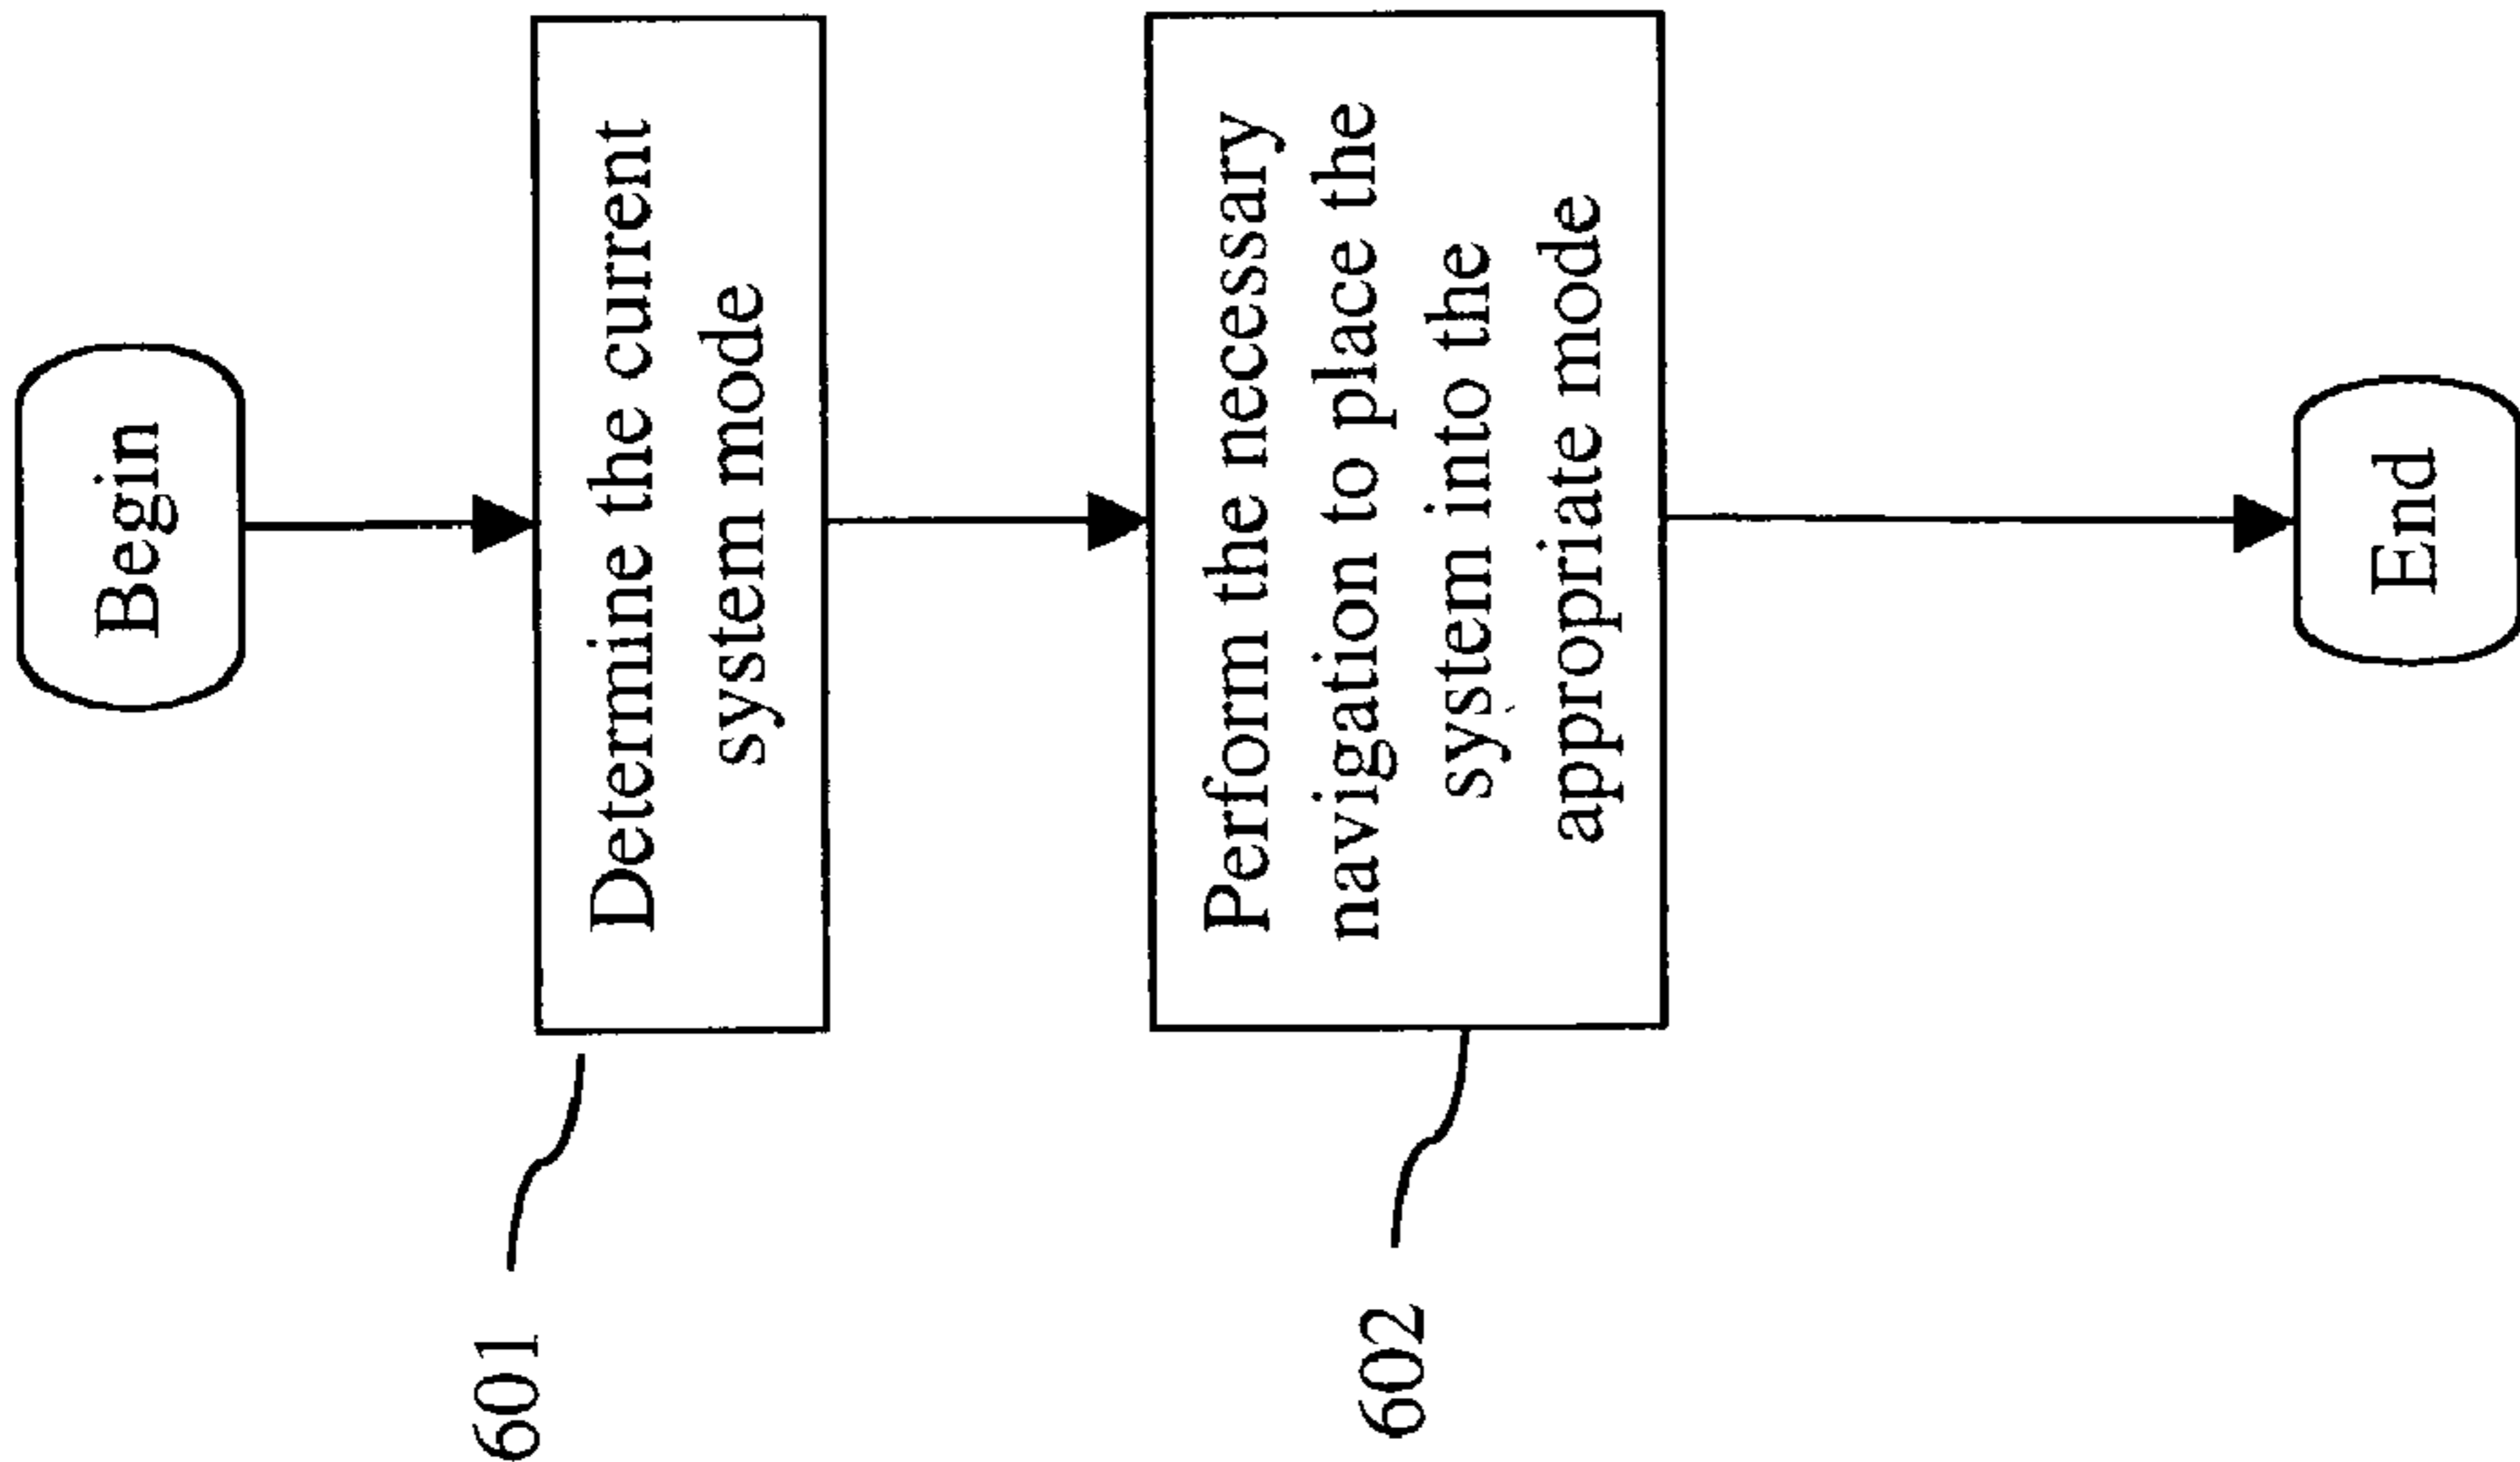 Begin
601
Determine the current
system mode
602
Perform the necessary
navigation to place the
system into the
appropriate mode
End